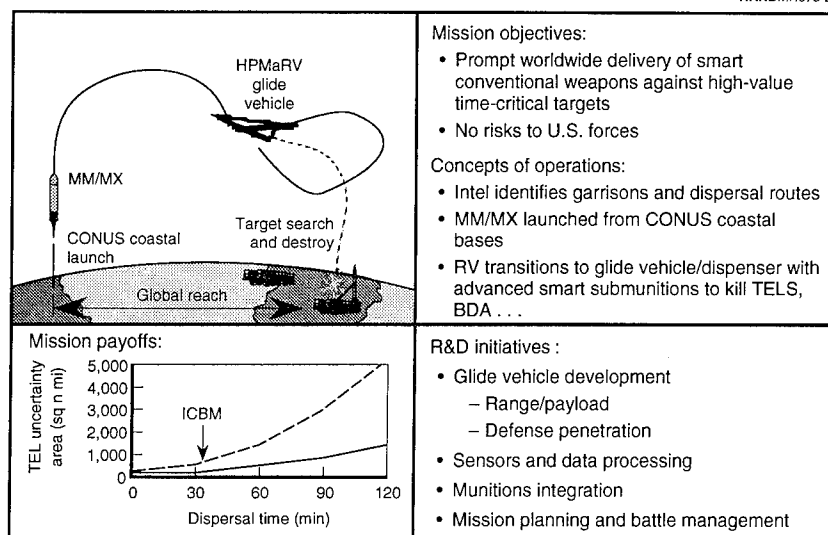 HPMaRV
glide
vehicle
MM/MX
CONUS coastal
launch
Target search
and destroy
Global reach
Mission objectives:
• Prompt worldwide delivery of smart
conventional weapons against high-value
time-critical targets
• No risks to U.S. forces
Concepts of operations:
• Intel identifies garrisons and dispersal routes
• MM/MX launched from CONUS coastal
bases
• RV transitions to glide vehicle/dispenser with
advanced smart submunitions to kill TELS,
BDA . . .
Mission payoffs:
TEL uncertainty
area (sq n mi)
5,000
4,000
3,000
2,000
1,000
0
ICBM
0 30 60 90 120
Dispersal time (min)
R&D initiatives :
• Glide vehicle development
– Range/payload
– Defense penetration
• Sensors and data processing
• Munitions integration
• Mission planning and battle management